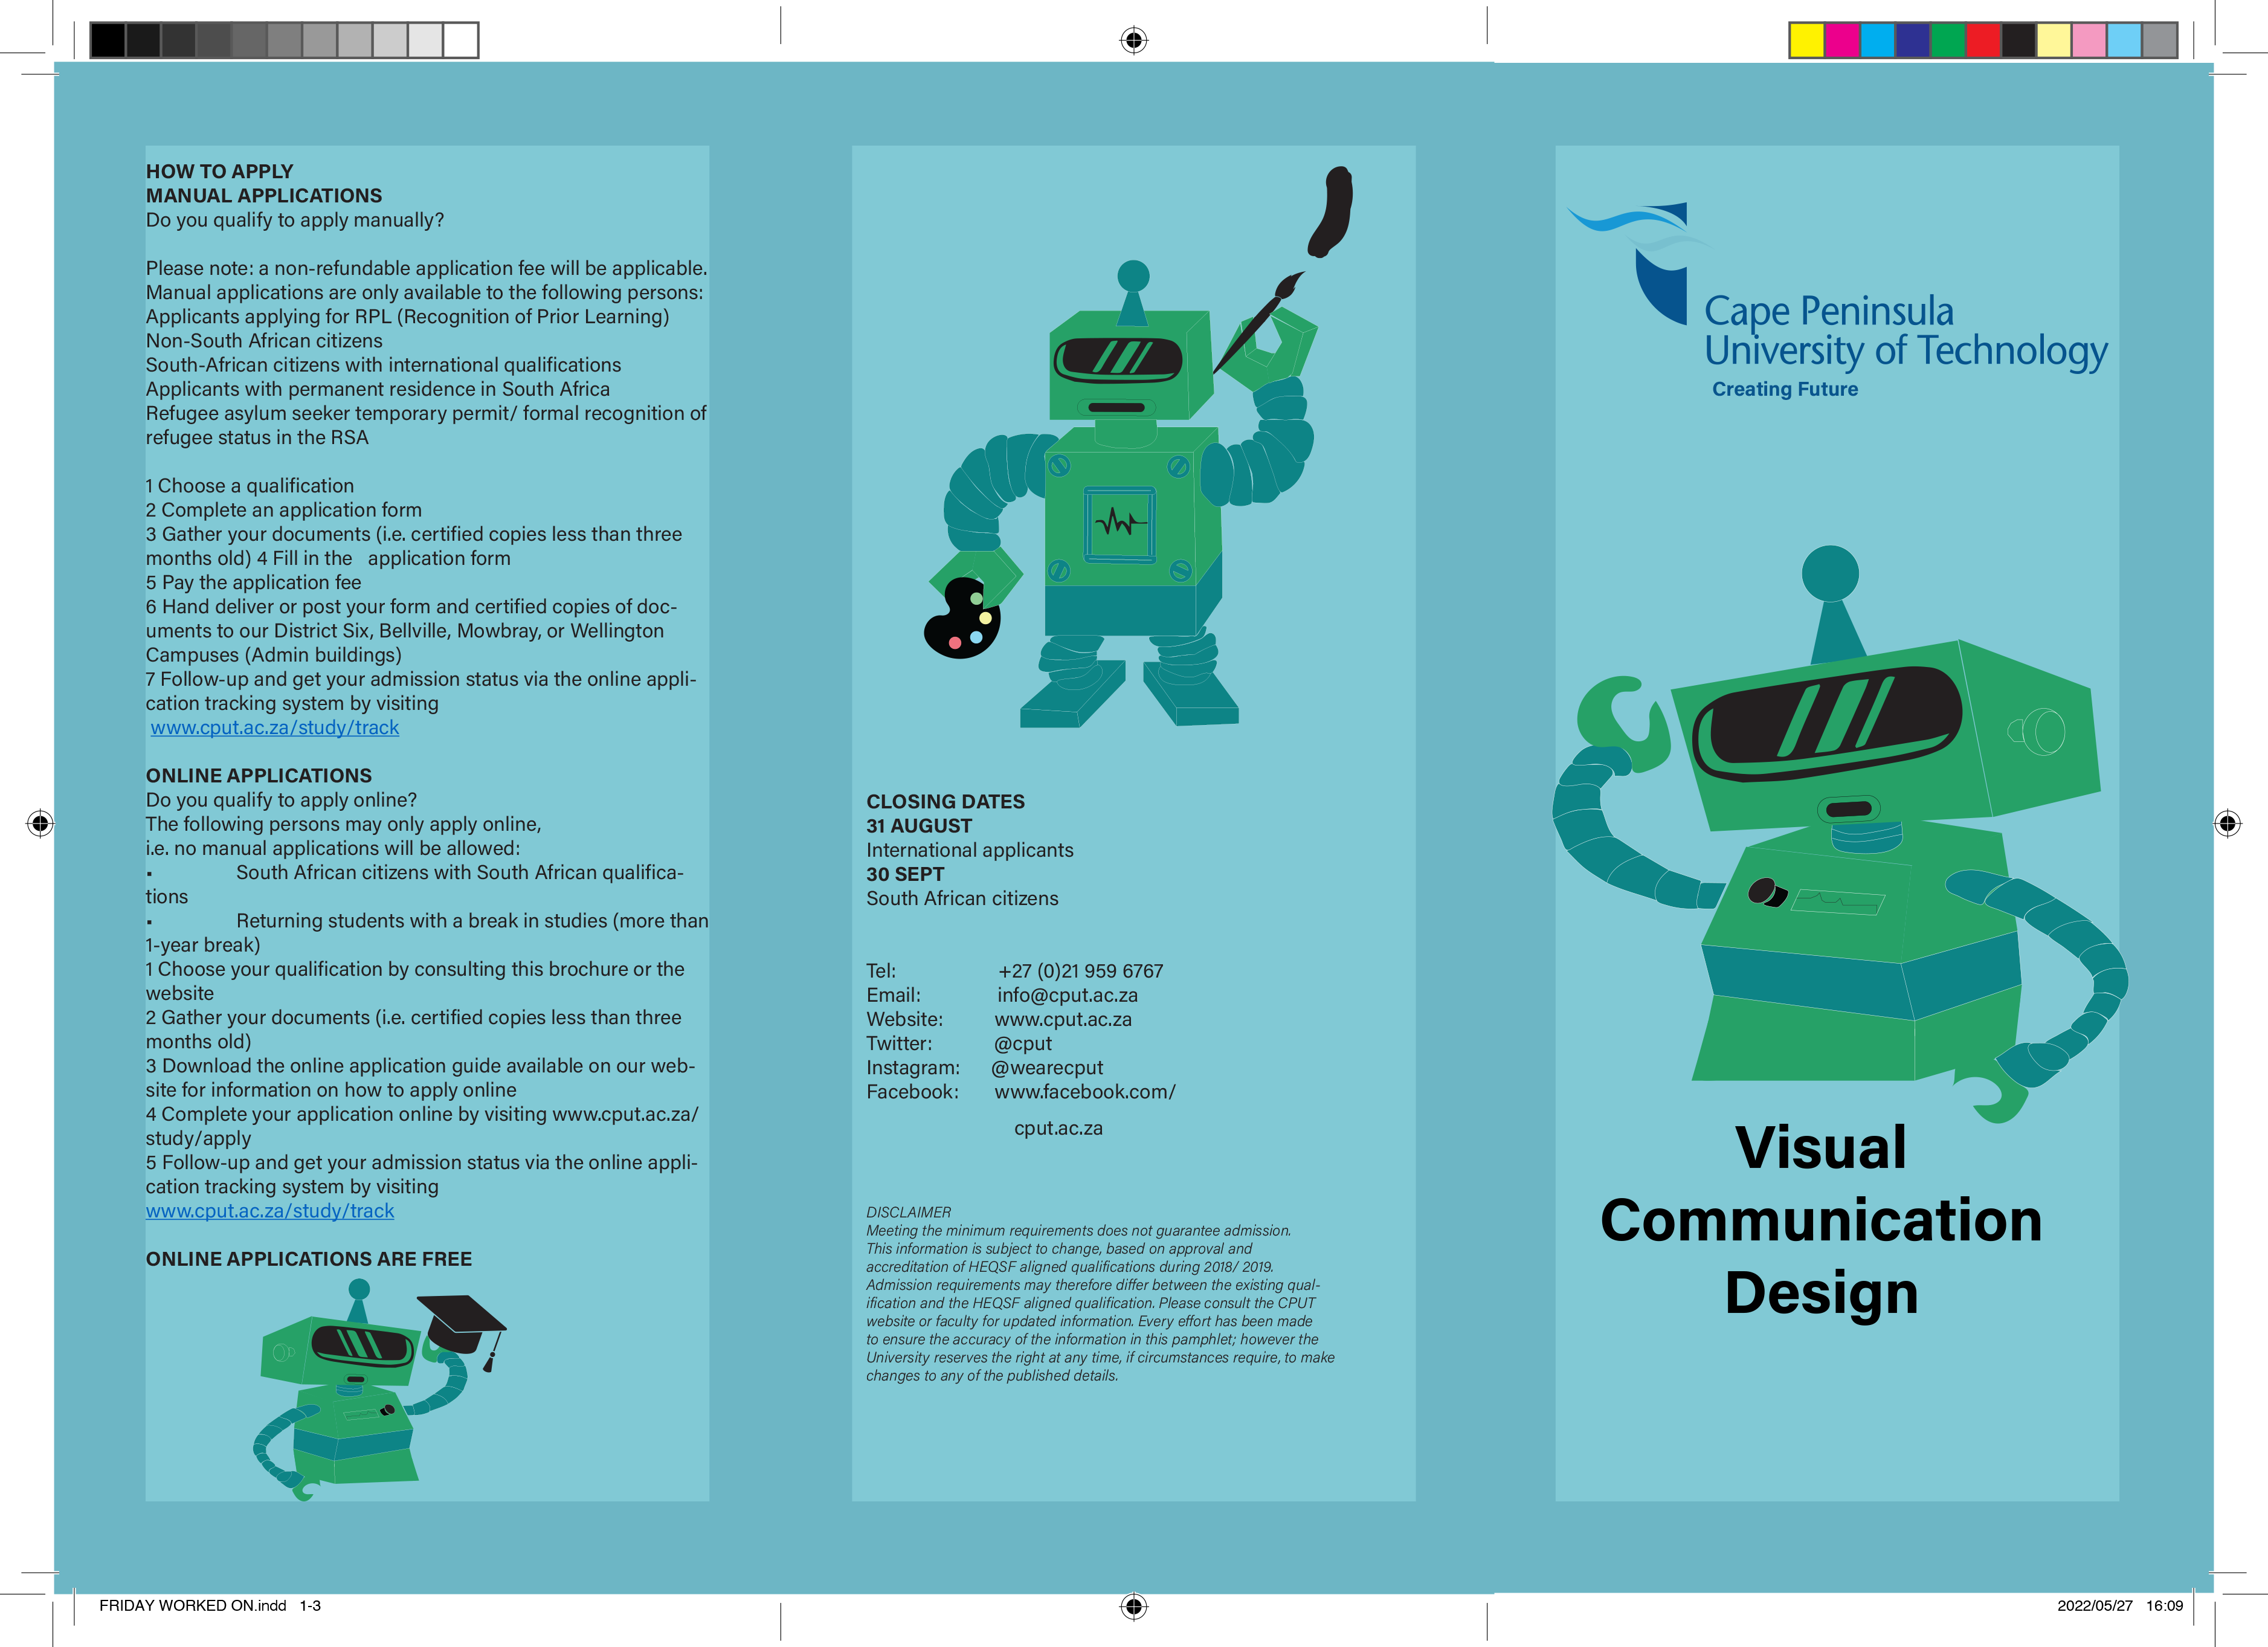 HOW TO APPLY
MANUAL APPLICATIONS
Do you qualify to apply manually?
Please note: a non-refundable application fee will be applicable.
Manual applications are only available to the following persons:
Applicants applying for RPL (Recognition of Prior Learning)
Non-South African citizens
South-African citizens with international qualifications
Applicants with permanent residence in South Africa
Refugee asylum seeker temporary permit/ formal recognition of
refugee status in the RSA
1 Choose a qualification
2 Complete an application form
3 Gather your documents (i.e. certified copies less than three
months old) 4 Fill in the   application form
5 Pay the application fee
6 Hand deliver or post your form and certified copies of doc-
uments to our District Six, Bellville, Mowbray, or Wellington
Campuses (Admin buildings)
7 Follow-up and get your admission status via the online appli-
cation tracking system by visiting
www.cput.ac.za/study/track
ONLINE APPLICATIONS
Do you qualify to apply online?
The following persons may only apply online,
i.e. no manual applications will be allowed:
▪ South African citizens with South African qualifica-
tions
▪ Returning students with a break in studies (more than
1-year break)
1 Choose your qualification by consulting this brochure or the
website
2 Gather your documents (i.e. certified copies less than three
months old)
3 Download the online application guide available on our web-
site for information on how to apply online
4 Complete your application online by visiting www.cput.ac.za/
study/apply
5 Follow-up and get your admission status via the online appli-
cation tracking system by visiting
www.cput.ac.za/study/track
ONLINE APPLICATIONS ARE FREE
CLOSING DATES
31 AUGUST
International applicants
30 SEPT
South African citizens
Tel: +27 (0)21 959 6767
Email: info@cput.ac.za
Website: www.cput.ac.za
Twitter: @cput
Instagram: @wearecput
Facebook: www.facebook.com/
cput.ac.za
DISCLAIMER
Meeting the minimum requirements does not guarantee admission.
This information is subject to change, based on approval and
accreditation of HEQSF aligned qualifications during 2018/ 2019.
Admission requirements may therefore differ between the existing qual-
ification and the HEQSF aligned qualification. Please consult the CPUT
website or faculty for updated information. Every effort has been made
to ensure the accuracy of the information in this pamphlet; however the
University reserves the right at any time, if circumstances require, to make
changes to any of the published details.
Cape Peninsula
University of Technology
Creating Future
Visual
Communication
Design
FRIDAY WORKED ON.indd   1-3
2022/05/27   16:09